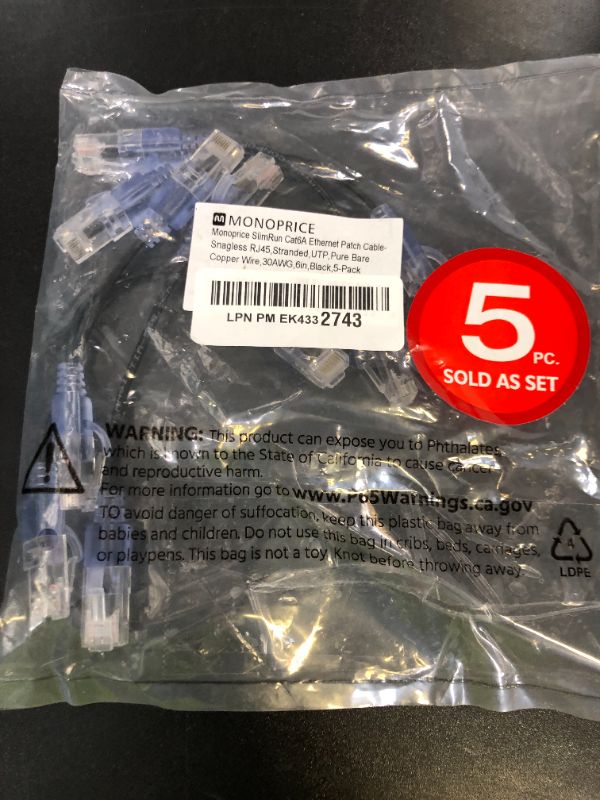 MONOPRICE
Monoprice SlimRun Cat6A Ethernet Patch Cable-
Snagless RJ45,Stranded,UTP,Pure Bare
Copper Wire,30AWG,6in,Black,5-Pack
LPN PM EK433 2743
5
PC.
SOLD AS SET
WARNING: This product can expose you to Phthalates,
which is known to the State of California to cause cancer
and reproductive harm.
For more information go to www.P65Warnings.ca.gov
TO avoid danger of suffocation, keep this plastic bag away from
babies and children. Do not use this bag in cribs, beds, carriages,
or playpens. This bag is not a toy. Knot before throwing away.
4
LDPE